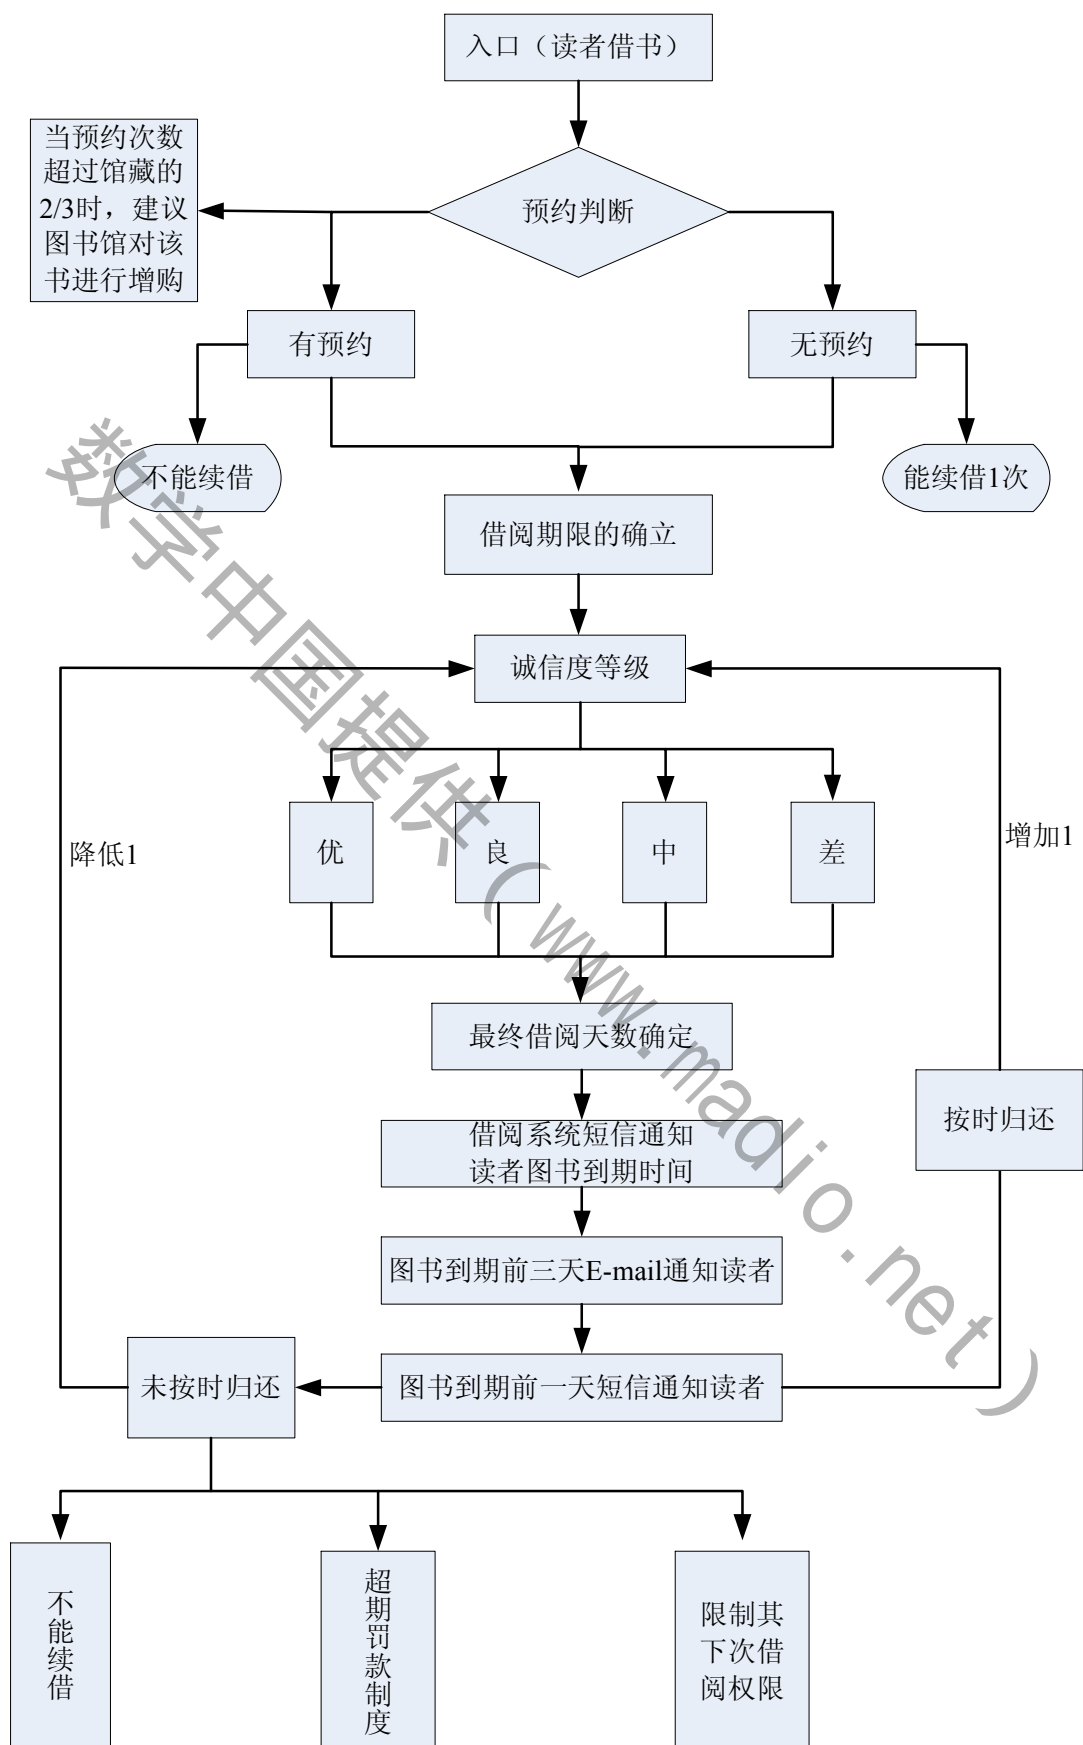 入口（读者借书）
当预约次数
超过馆藏的
2/3时，建议
图书馆对该
书进行增购
预约判断
有预约
无预约
不能续借
能续借1次
借阅期限的确立
诚信度等级
优
良
中
差
降低1
增加1
最终借阅天数确定
按时归还
借阅系统短信通知
读者图书到期时间
图书到期前三天E-mail通知读者
未按时归还
图书到期前一天短信通知读者
不能续借
超期罚款制度
限制其
下次借
阅权限
数学中国提供（www.madio.net）